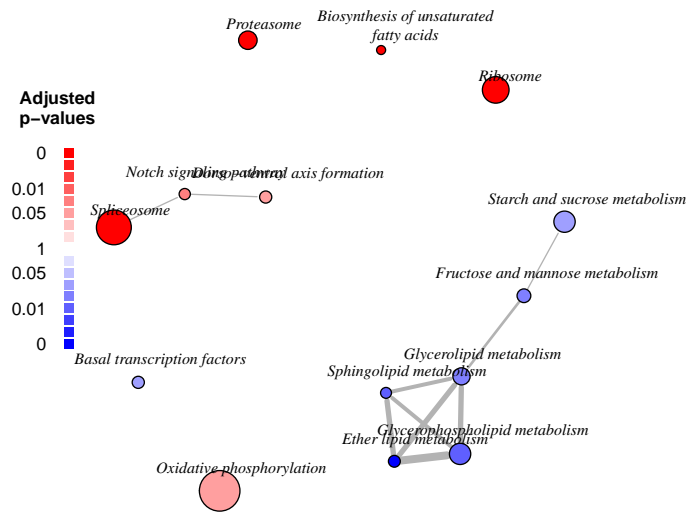 Biosynthesis of unsaturated
fatty acids
Proteasome
Ribosome
Adjusted
p−values
0
0.01
0.05
1
0.05
0.01
0
Notch signaling pathway
Dorso−ventral axis formation
Starch and sucrose metabolism
Spliceosome
Fructose and mannose metabolism
Glycerolipid metabolism
Basal transcription factors
Sphingolipid metabolism
Glycerophospholipid metabolism
Ether lipid metabolism
Oxidative phosphorylation